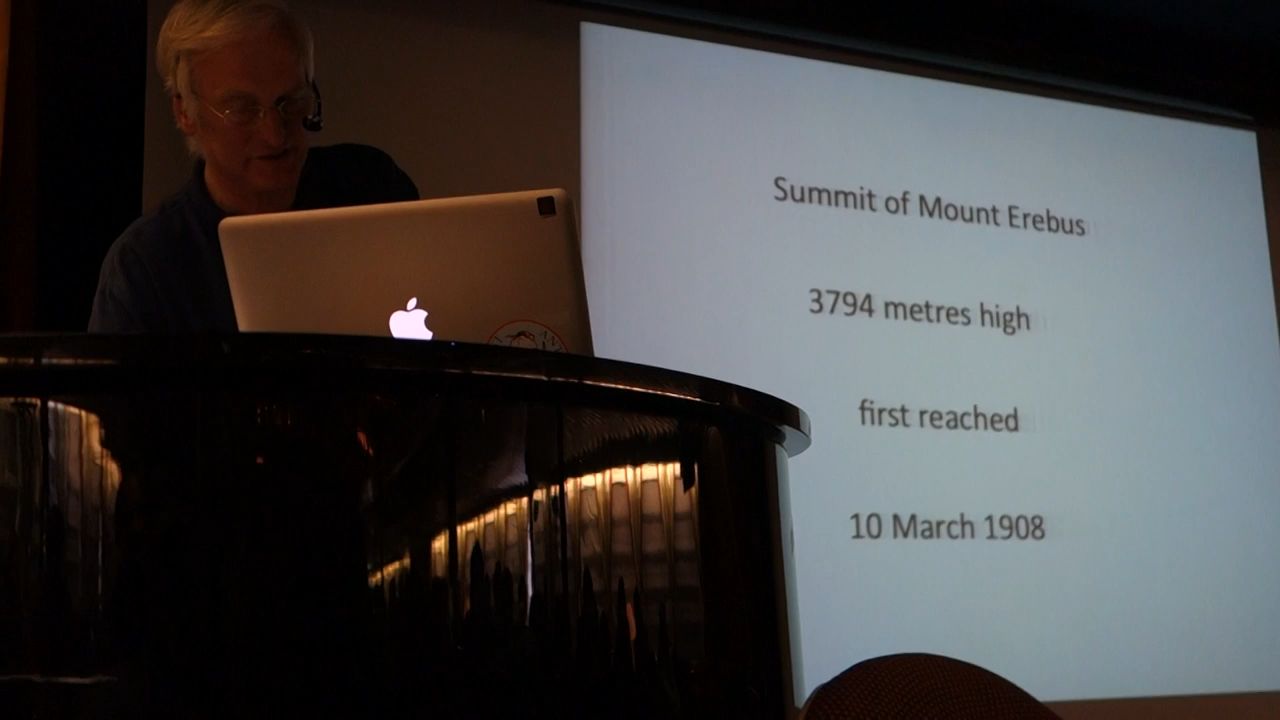 Summit of Mount Erebus
3794 metres high
first reached
10 March 1908